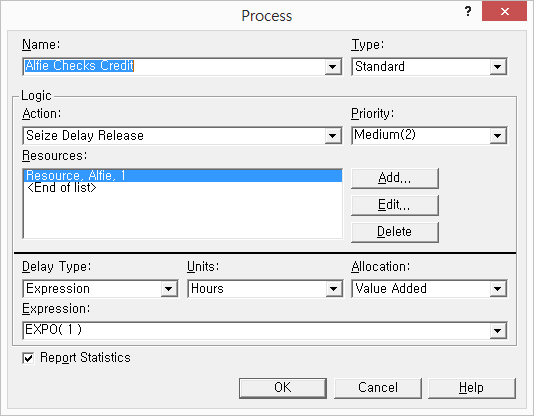 Process
?
Name: Type:
Alfie Checks Credit Standard
Logic
Action: Priority:
Seize Delay Release Medium(2)
Resources:
Resource, Alfie, 1
<End of list>
Add...
Edit...
Delete
Delay Type: Units: Allocation:
Expression Hours Value Added
Expression:
EXPO( 1 )
Report Statistics
OK Cancel Help